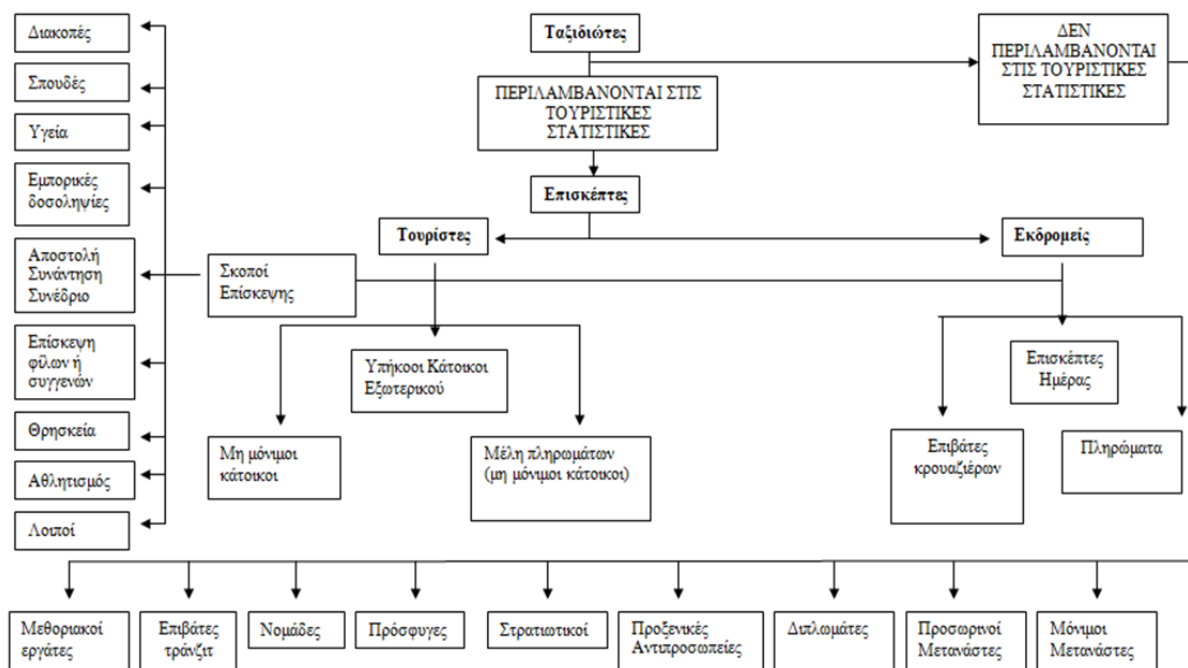 Ταξιδιώτες
ΔΕΝ
ΠΕΡΙΛΑΜΒΑΝΟΝΤΑΙ
ΣΤΙΣ ΤΟΥΡΙΣΤΙΚΕΣ
ΣΤΑΤΙΣΤΙΚΕΣ
ΠΕΡΙΛΑΜΒΑΝΟΝΤΑΙ ΣΤΙΣ
ΤΟΥΡΙΣΤΙΚΕΣ
ΣΤΑΤΙΣΤΙΚΕΣ
Επισκέπτες
Τουρίστες
Εκδρομείς
Διακοπές
Σπουδές
Υγεία
Εμπορικές
δοσοληψίες
Αποστολή
Συνάντηση
Συνέδριο
Επίσκεψη
φίλων ή
συγγενών
Θρησκεία
Αθλητισμός
Λοιποί
Σκοποί
Επίσκεψης
Υπήκοοι Κάτοικοι
Εξωτερικού
Μη μόνιμοι
κάτοικοι
Μέλη πληρωμάτων
(μη μόνιμοι κάτοικοι)
Επισκέπτες
Ημέρας
Επιβάτες
κρουαζιέρων
Πληρώματα
Μεθοριακοί
εργάτες
Επιβάτες
τράνζιτ
Νομάδες
Πρόσφυγες
Στρατιωτικοί
Προξενικές
Αντιπροσωπείες
Διπλωμάτες
Προσωρινοί
Μετανάστες
Μόνιμοι
Μετανάστες